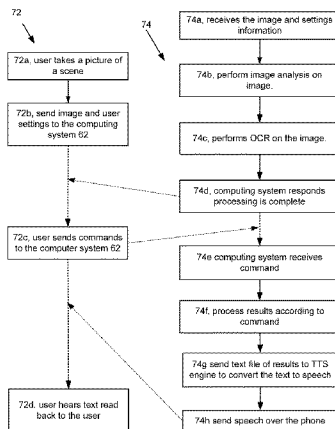 72
72a, user takes a picture of
a scene
72b, send image and user
settings to the computing
system 62
72c, user sends commands
to the computer system 62
72d. user hears text read
back to the user
74
74a, receives the image and settings
information
74b, perform image analysis on
image.
74c, performs OCR on the image.
74d, computing system responds
processing is complete
74e computing system receives
command
74f, process results according to
command
74g send text file of results to TTS
engine to convert the text to speech
74h send speech over the phone